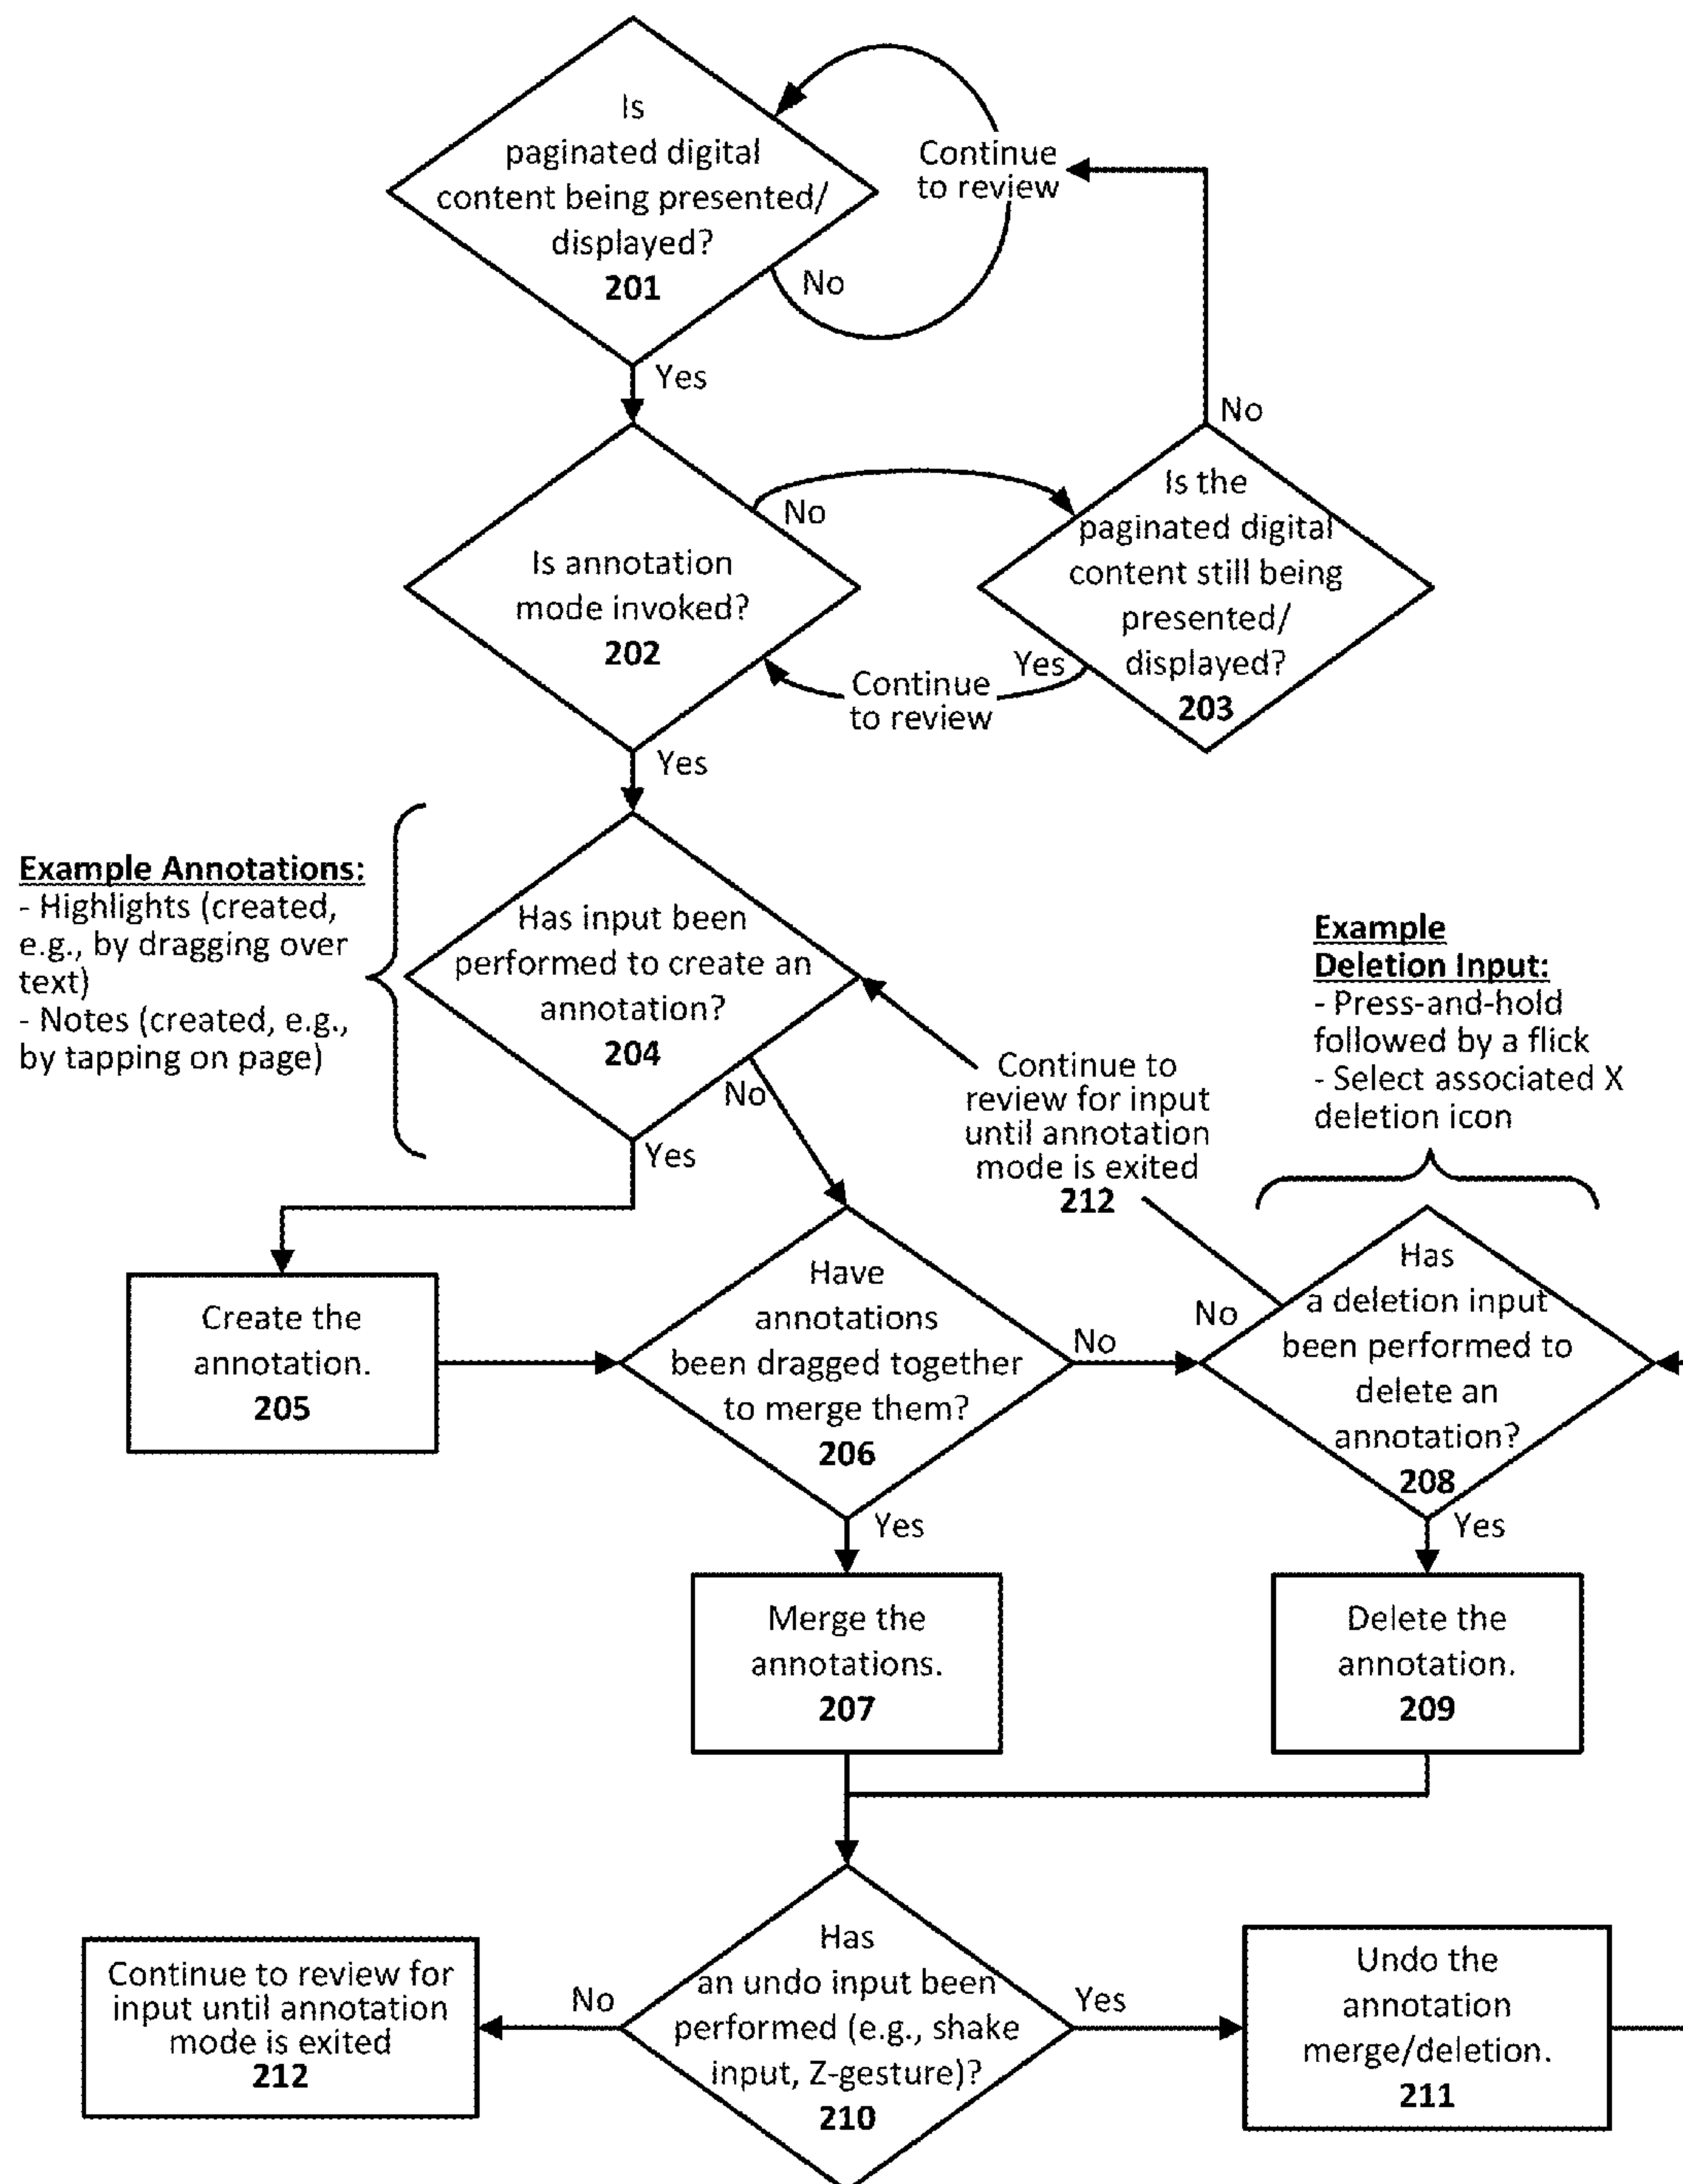 Is
paginated digital
content being presented/
displayed?
201
No
Continue
to review
Yes
Is annotation
mode invoked?
202
No
Is the
paginated digital
content still being
presented/
displayed?
203
No
Yes
Continue
to review
Yes
Example Annotations:
- Highlights (created,
e.g., by dragging over
text)
- Notes (created, e.g.,
by tapping on page)
Has input been
performed to create an
annotation?
204
No
Yes
Continue to
review for input
until annotation
mode is exited
212
Example
Deletion Input:
- Press-and-hold
followed by a flick
- Select associated X
deletion icon
Create the
annotation.
205
Have
annotations
been dragged together
to merge them?
206
No
Yes
Has
a deletion input
been performed to
delete an
annotation?
208
No
Yes
Merge the
annotations.
207
Delete the
annotation.
209
Has
an undo input been
performed (e.g., shake
input, Z-gesture)?
210
No
Yes
Continue to review for
input until annotation
mode is exited
212
Undo the
annotation
merge/deletion.
211